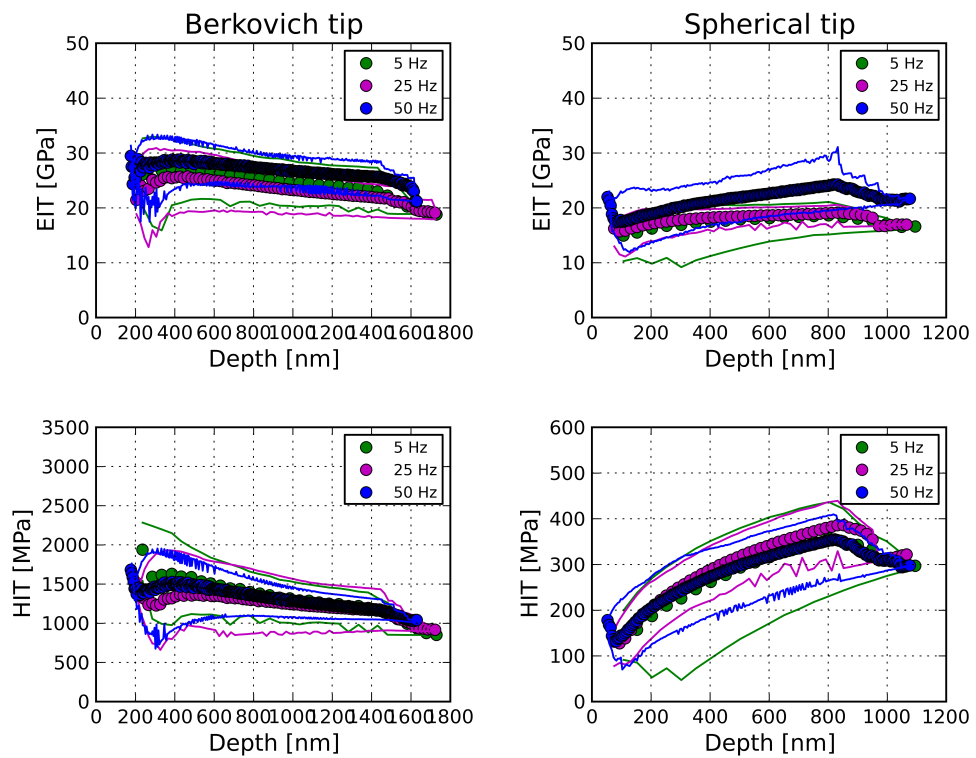 Berkovich tip
50
40
30
20
10
0
EIT [GPa]
5 Hz
25 Hz
50 Hz
0 200 400 600 800 1000 1200 1400 1600 1800
Depth [nm]
Spherical tip
50
40
30
20
10
0
EIT [GPa]
5 Hz
25 Hz
50 Hz
0 200 400 600 800 1000 1200
Depth [nm]
3500
3000
2500
2000
1500
1000
500
0
HIT [MPa]
5 Hz
25 Hz
50 Hz
0 200 400 600 800 1000 1200 1400 1600 1800
Depth [nm]
600
500
400
300
200
100
0
HIT [MPa]
5 Hz
25 Hz
50 Hz
0 200 400 600 800 1000 1200
Depth [nm]